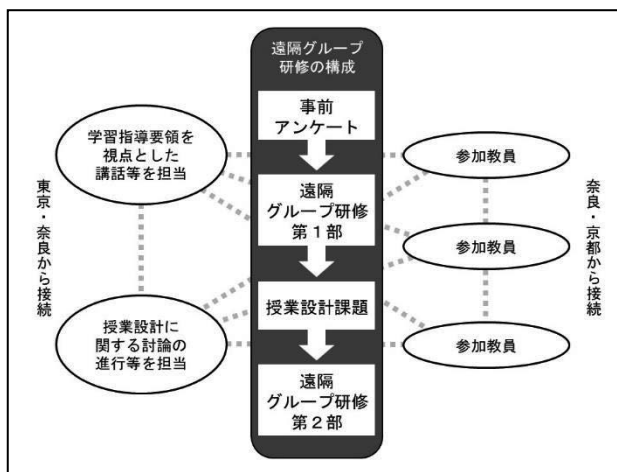 遠隔グループ
研修の構成
事前
アンケート
遠隔
グループ研修
第1部
授業設計課題
遠隔
グループ研修
第2部
東京・奈良から接続
学習指導要領を
視点とした
講話等を担当
授業設計に
関する討論の
進行等を担当
参加教員
参加教員
参加教員
奈良・京都から接続